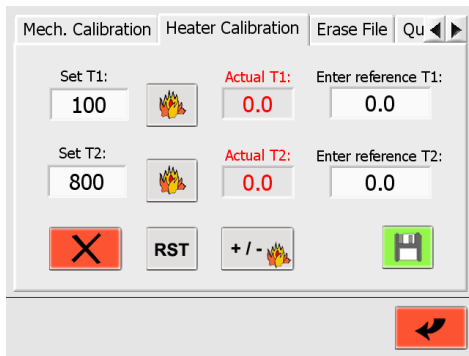 Mech. Calibration Heater Calibration Erase File Qu
Set T1: Actual T1: Enter reference T1:
100 0.0 0.0
Set T2: Actual T2: Enter reference T2:
800 0.0 0.0
RST + / -